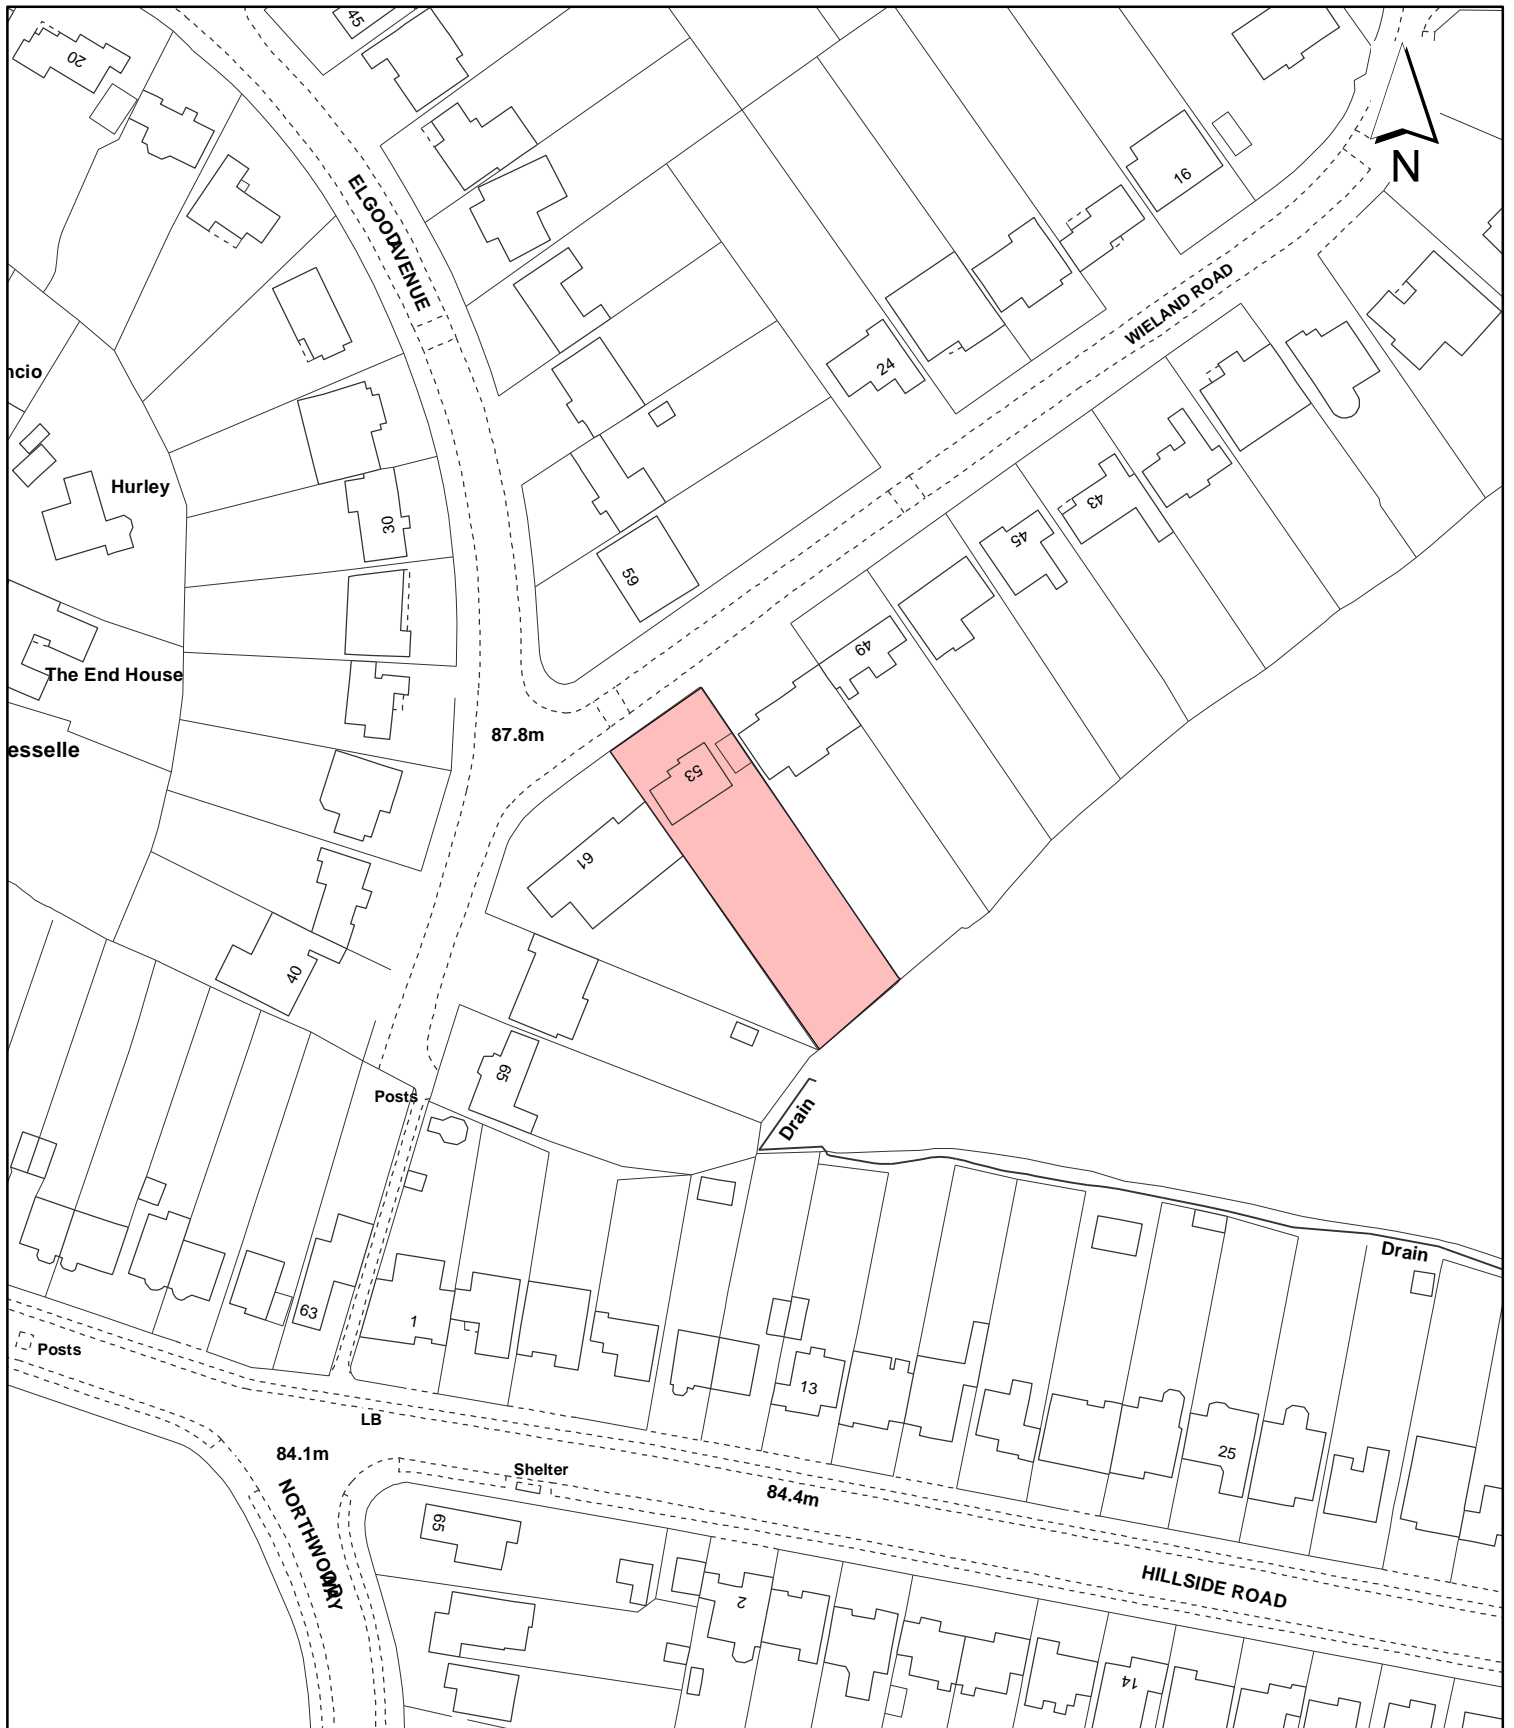 45
20
N
16
ELGOOD AVENUE
WIELAND ROAD
24
ncio
Hurley
30
43
45
59
49
The End House
87.8m
esselle
53
61
40
65
Posts
Drain
Drain
63
1
Posts
13
LB
25
84.1m
Shelter
84.4m
NORTHWOOD WAY
65
HILLSIDE ROAD
2
14